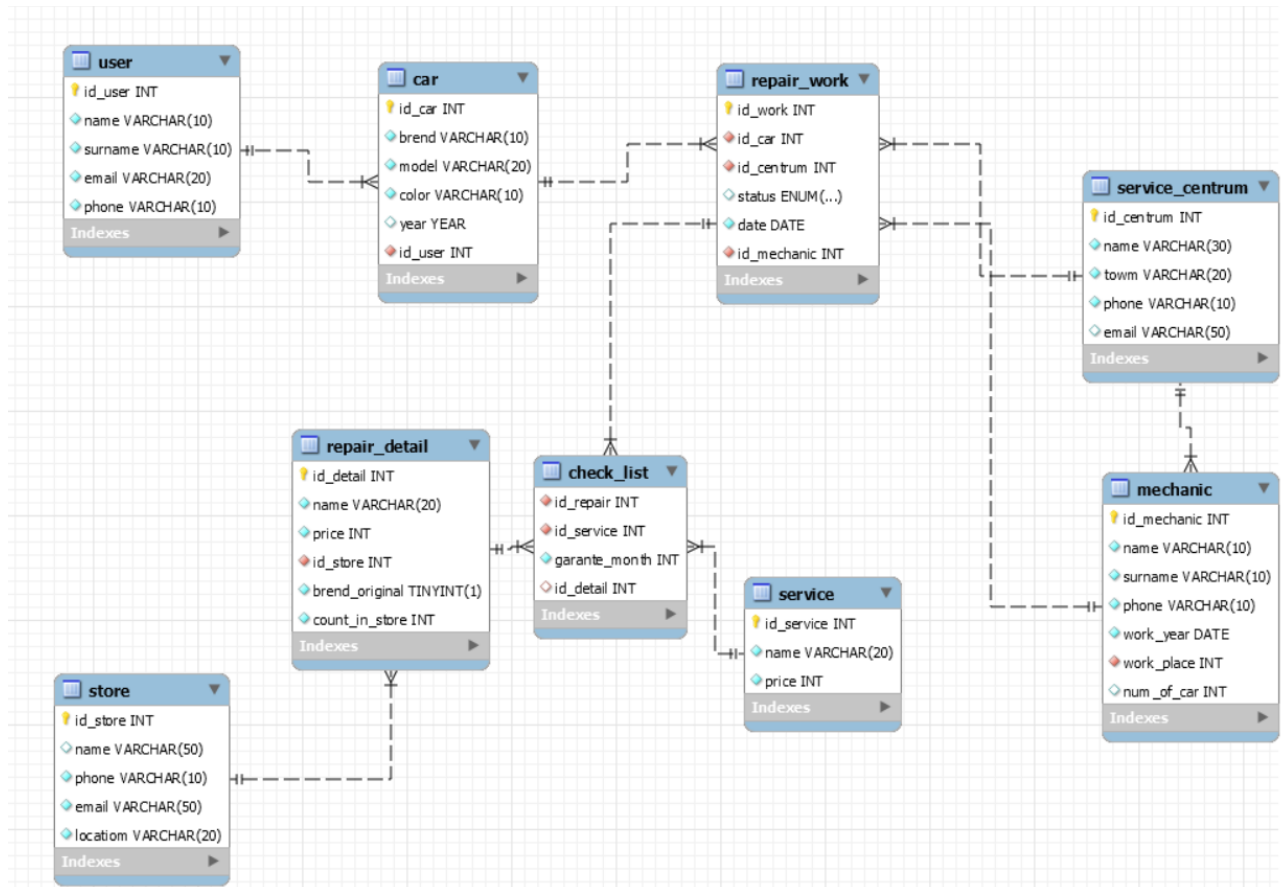 user
id_user INT
name VARCHAR(10)
surname VARCHAR(10)
email VARCHAR(20)
phone VARCHAR(10)
Indexes
car
id_car INT
brend VARCHAR(10)
model VARCHAR(20)
color VARCHAR(10)
year YEAR
id_user INT
Indexes
repair_work
id_work INT
id_car INT
id_centrum INT
status ENUM(...)
date DATE
id_mechanic INT
Indexes
service_centrum
id_centrum INT
name VARCHAR(30)
towm VARCHAR(20)
phone VARCHAR(10)
email VARCHAR(50)
Indexes
repair_detail
id_detail INT
name VARCHAR(20)
price INT
id_store INT
brend_original TINYINT(1)
count_in_store INT
Indexes
check_list
id_repair INT
id_service INT
garante_month INT
id_detail INT
Indexes
service
id_service INT
name VARCHAR(20)
price INT
Indexes
mechanic
id_mechanic INT
name VARCHAR(10)
surname VARCHAR(10)
phone VARCHAR(10)
work_year DATE
work_place INT
num_of_car INT
Indexes
store
id_store INT
name VARCHAR(50)
phone VARCHAR(10)
email VARCHAR(50)
locatiom VARCHAR(20)
Indexes